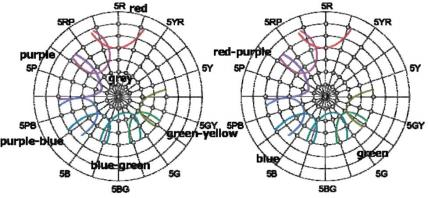 5R red
5RP
5YR
purple
5P
5Y
grey
5PB
5GY
green-yellow
purple-blue
5B
blue-green
5G
5BG
5R
5RP
5YR
red-purple
5P
5Y
5PB
5GY
blue
green
5B
5G
5BG